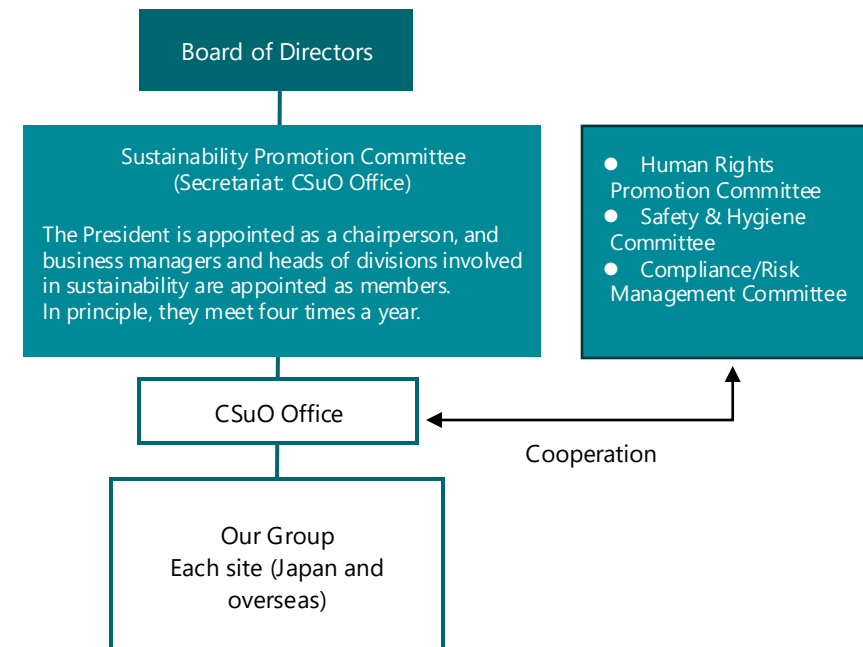 Board of Directors
Sustainability Promotion Committee
(Secretariat: CSuO Office)
The President is appointed as a chairperson, and
business managers and heads of divisions involved
in sustainability are appointed as members.
In principle, they meet four times a year.
● Human Rights
Promotion Committee
● Safety & Hygiene
Committee
● Compliance/Risk
Management Committee
CSuO Office
Cooperation
Our Group
Each site (Japan and
overseas)